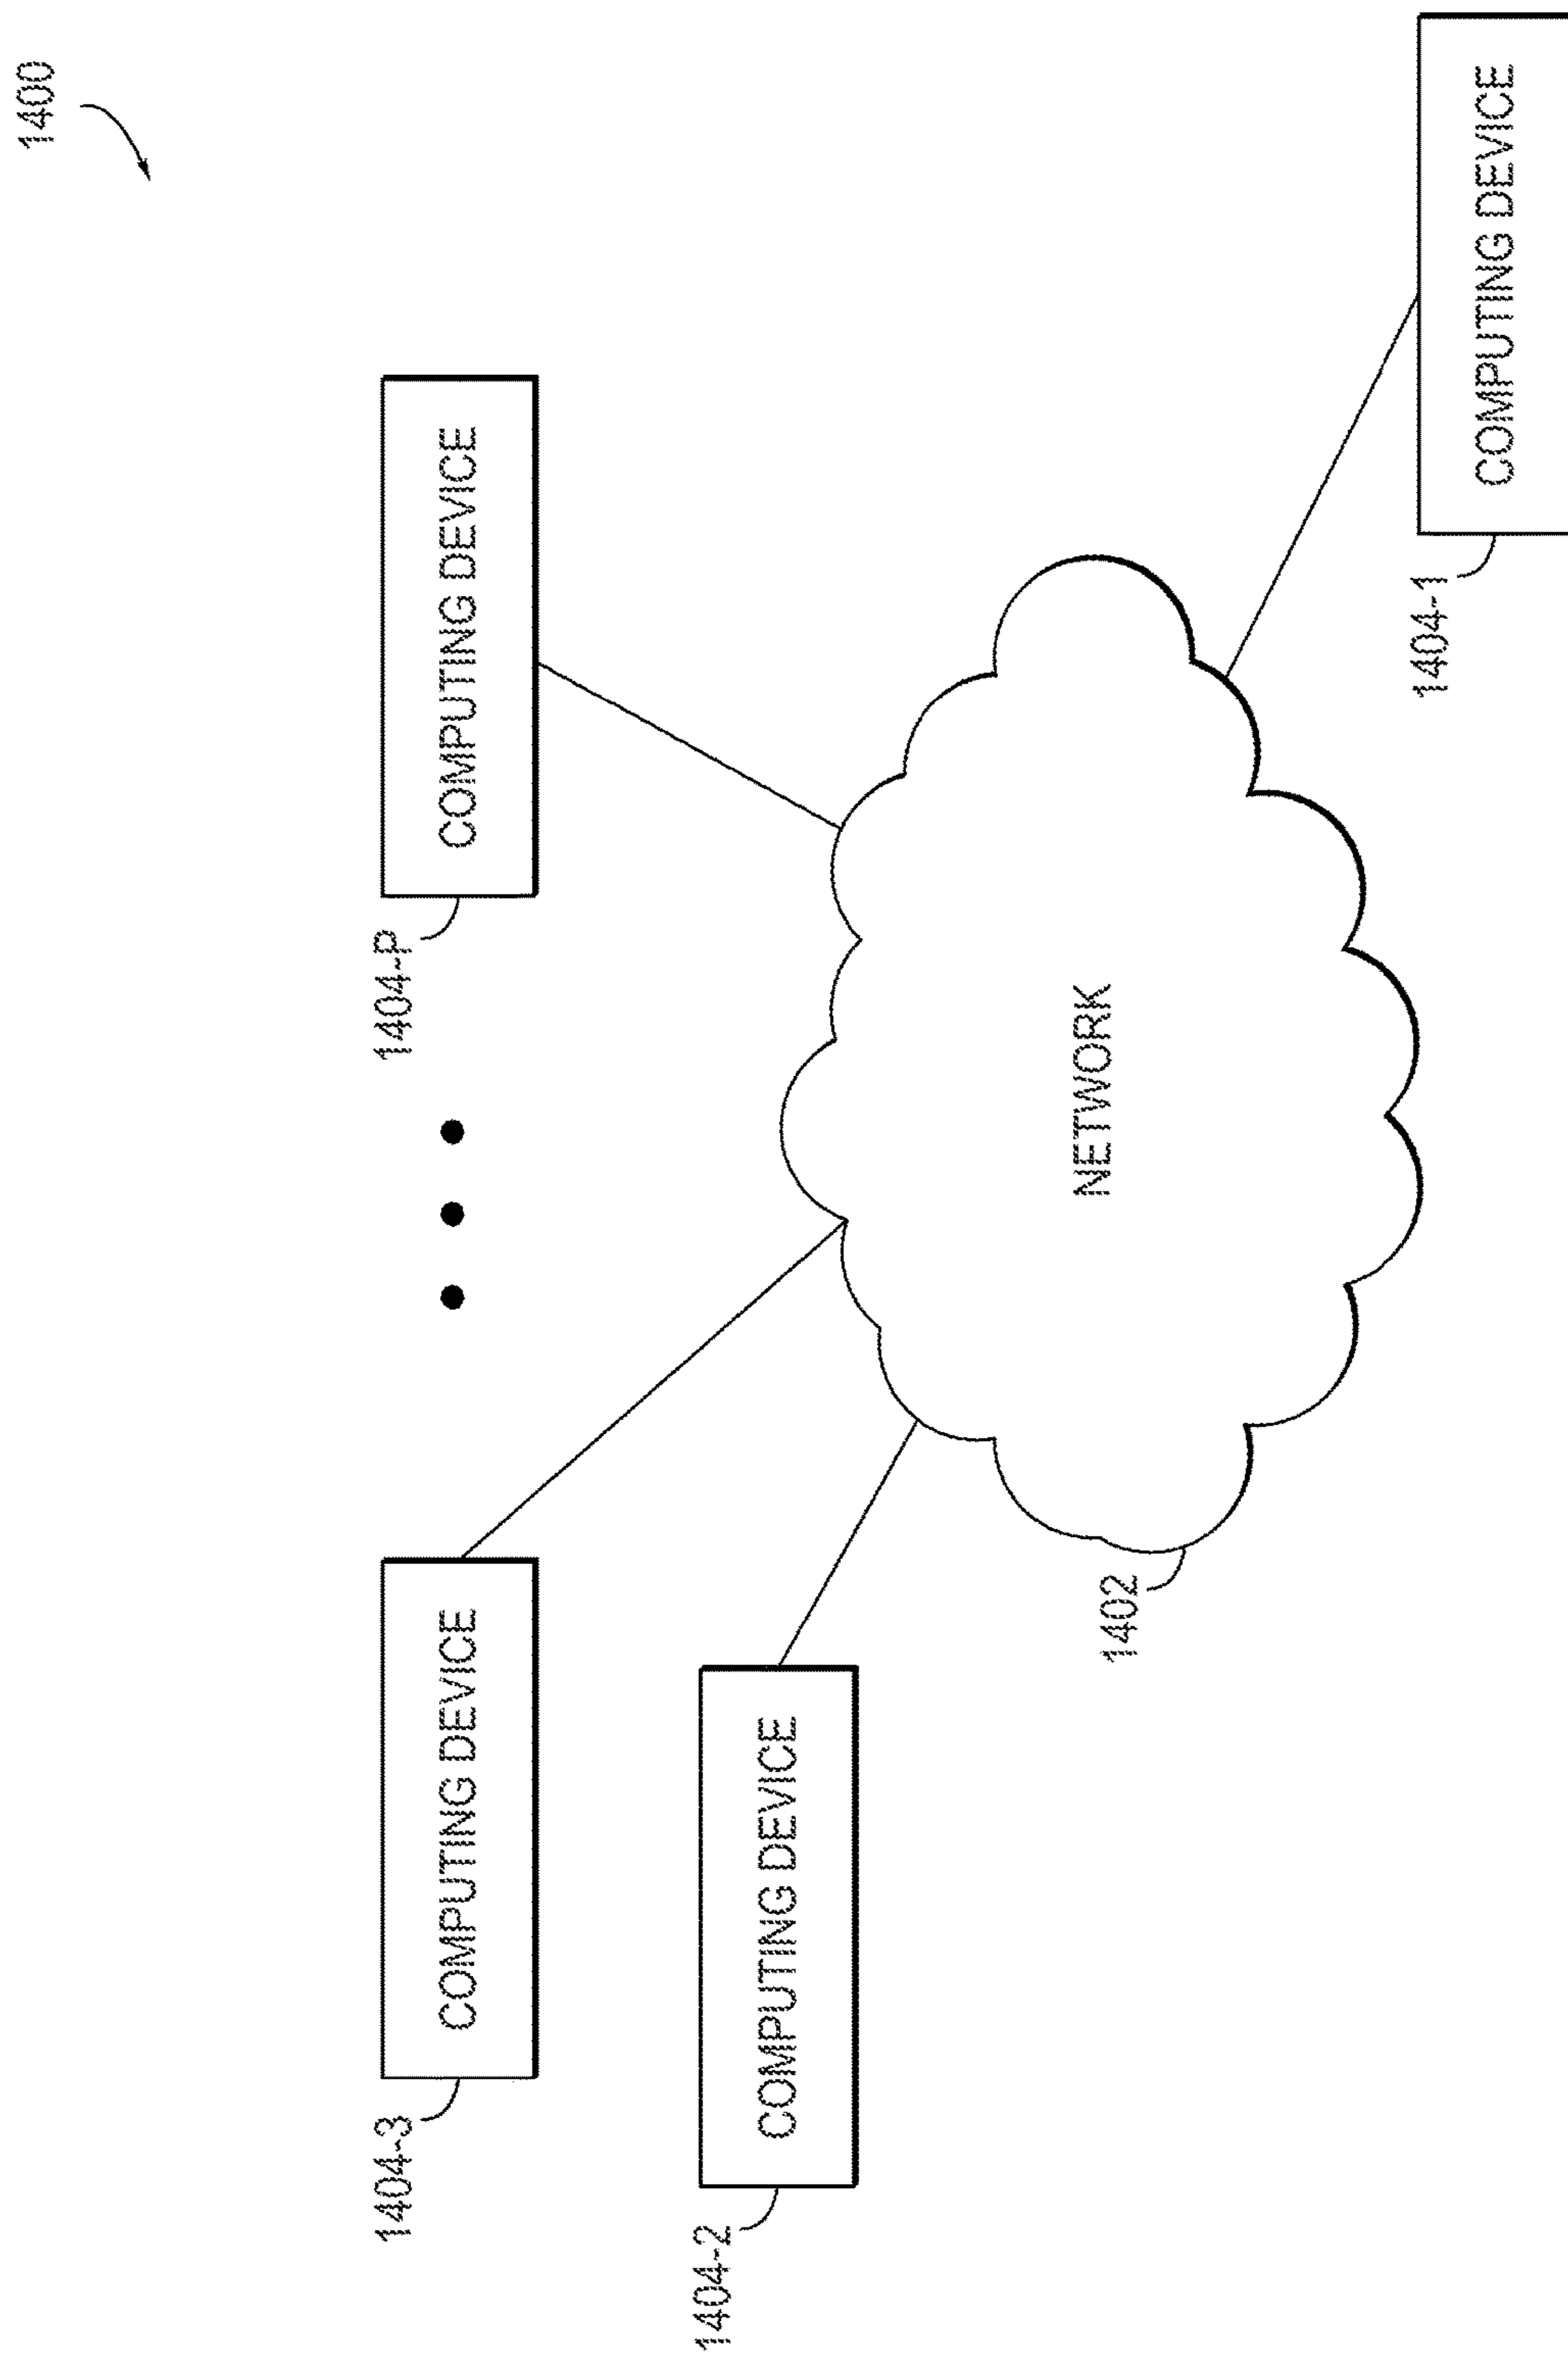 1400
1404-3
COMPUTING DEVICE
1404-P
COMPUTING DEVICE
1404-2
COMPUTING DEVICE
NETWORK
1402
1404-1
COMPUTING DEVICE